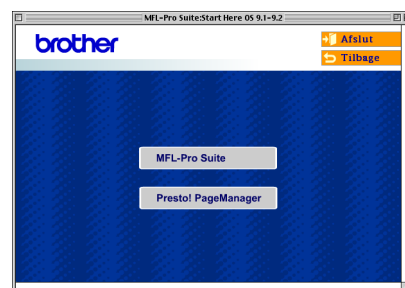 MFL-Pro Suite:Start Here OS 9.1-9.2
brother
Afslut
Tilbage
MFL-Pro Suite
Presto! PageManager